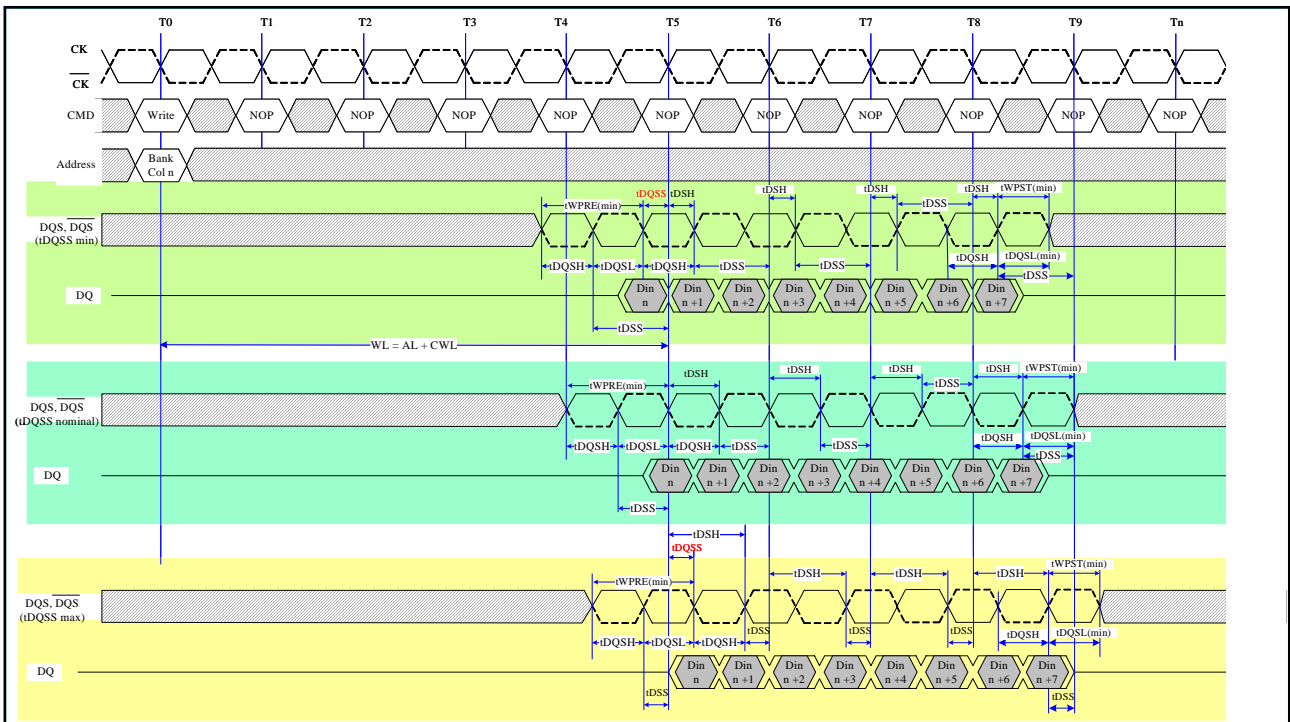 T0 T1 T2 T3 T4 T5 T6 T7 T8 T9 Tn
CK
CK
CMD Write NOP NOP NOP NOP NOP NOP NOP NOP NOP NOP
Address Bank
Col n
tWPRE(min) tDQSS tDSH tDSH tDSH tDSS tDSH tWPST(min)
DQS, DQS
(tDQSS min)
tDQSH tDQSL tDQSH tDSS tDSS tDQSH tDQSL(min)
tDSS
DQ Din Din Din Din Din Din Din Din
n n +1 n +2 n +3 n +4 n +5 n +6 n +7
tDSS
WL = AL + CWL
tWPRE(min) tDSH tDSH tDSH tDSS tDSH tWPST(min)
DQS, DQS
(tDQSS nominal)
tDQSH tDQSL tDQSH tDSS tDSS tDQSH tDQSL(min)
tDSS
DQ Din Din Din Din Din Din Din Din
n n +1 n +2 n +3 n +4 n +5 n +6 n +7
tDSS
tDSH
tDQSS
tWPRE(min) tDSH tDSH tDSH tWPST(min)
DQS, DQS
(tDQSS max)
tDQSH tDQSL tDQSH tDSS tDSS tDSS tDQSH tDQSL(min)
DQ Din Din Din Din Din Din Din Din
n n +1 n +2 n +3 n +4 n +5 n +6 n +7
tDSS tDSS